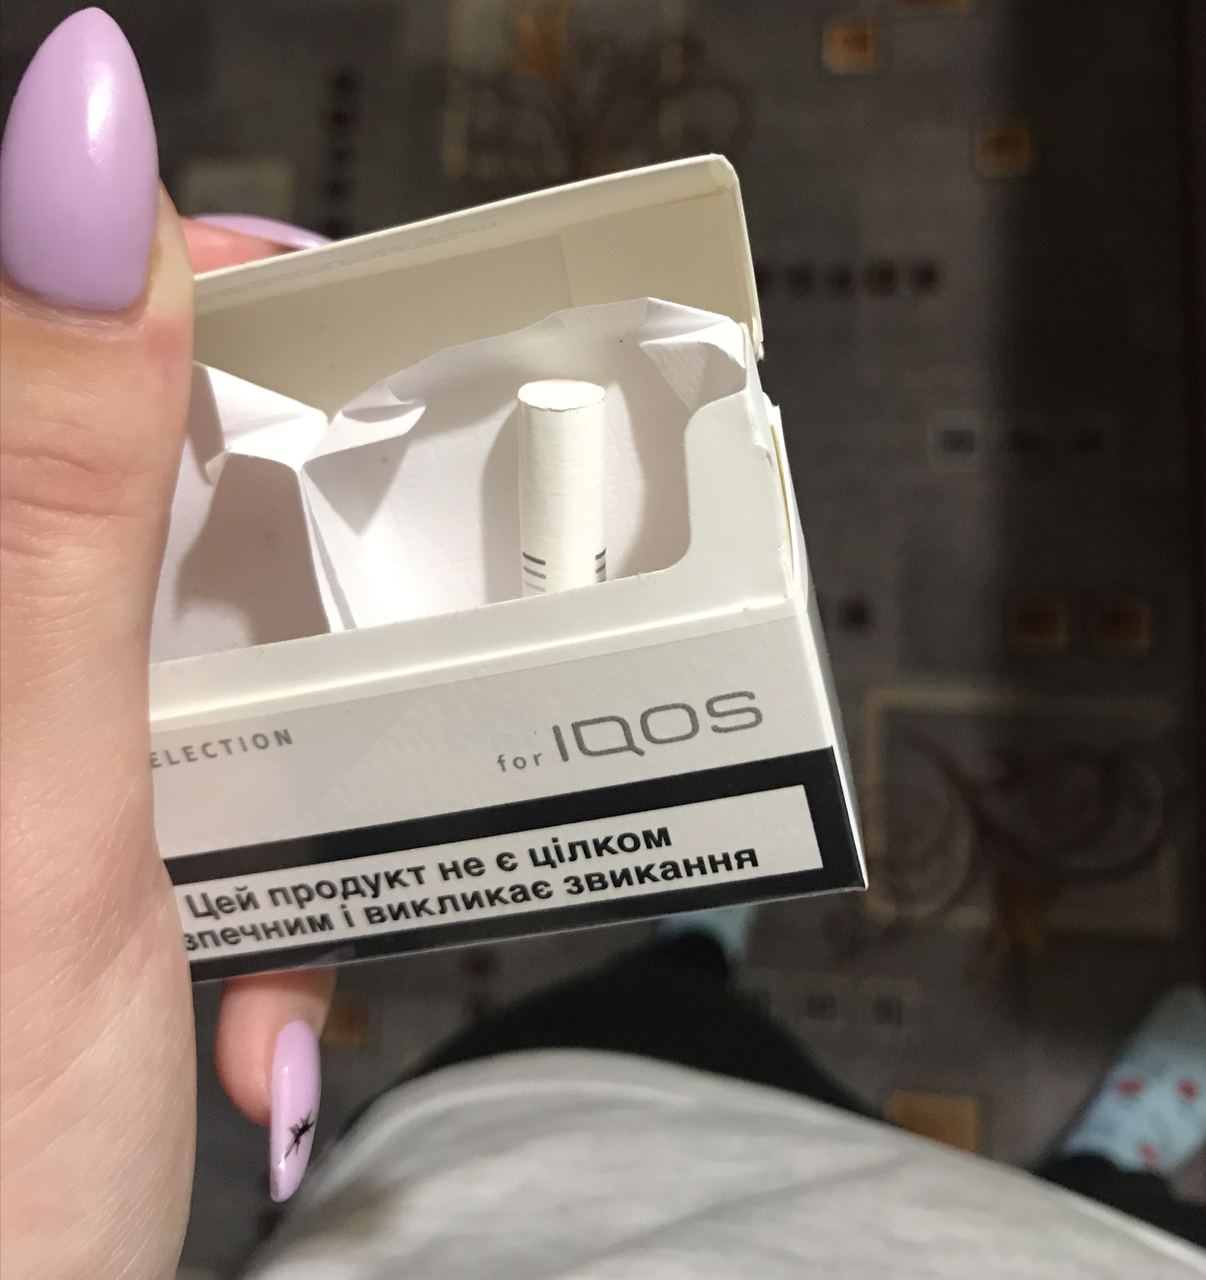 ELECTION
for IQOS
Цей продукт не є цілком
зпечним і викликає звикання